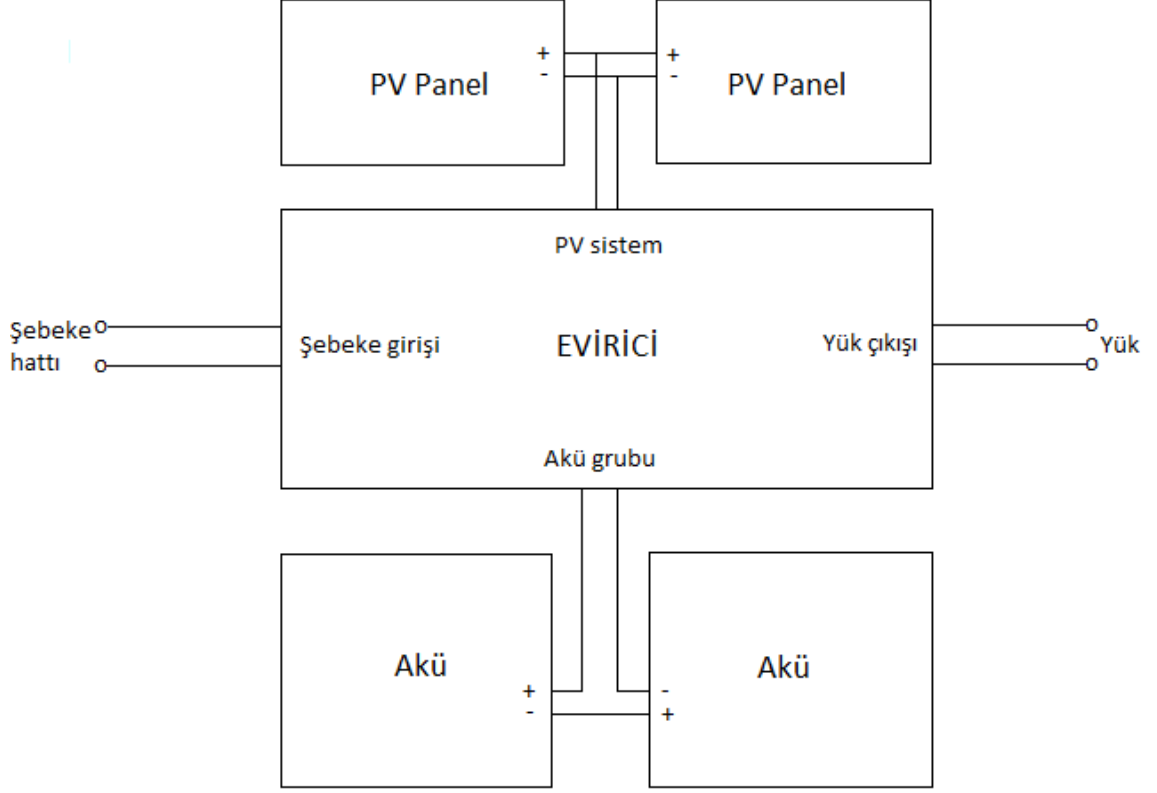 +
-
PV Panel
+
-
PV Panel
PV sistem
Şebeke
hattı
Şebeke girişi
EVİRİCİ
Yük çıkışı
Yük
Akü grubu
Akü
+
-
Akü
-
+